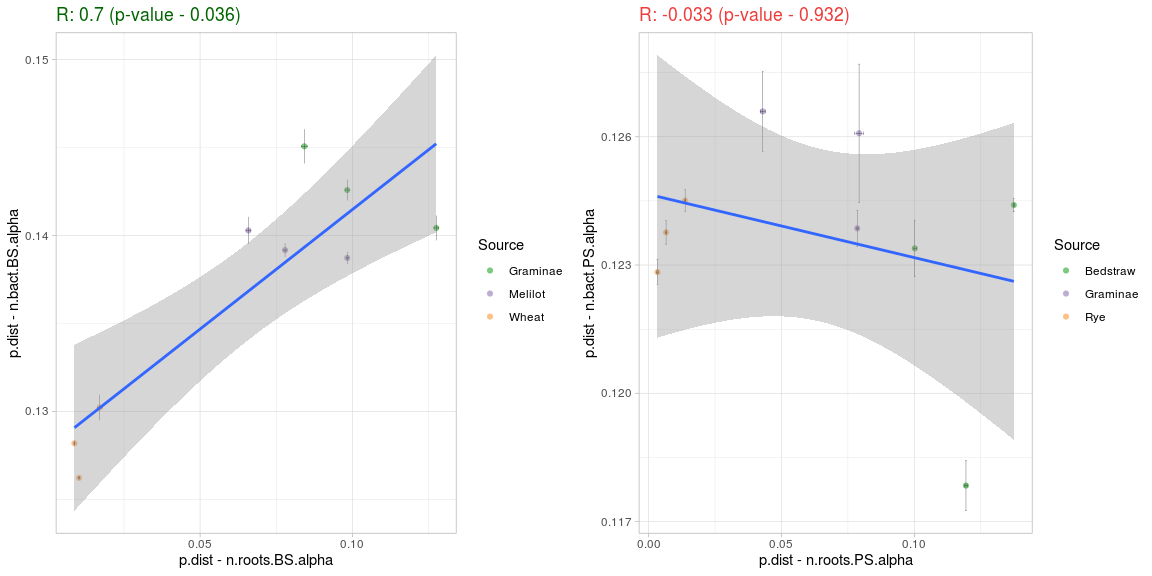 R: 0.7 (p-value - 0.036)
0.15
0.14
0.13
0.05
0.10
p.dist - n.bact.BS.alpha
p.dist - n.roots.BS.alpha
Source
Graminae
Melilot
Wheat
R: -0.033 (p-value - 0.932)
0.126
0.123
0.120
0.117
0.00
0.05
0.10
p.dist - n.bact.PS.alpha
p.dist - n.roots.PS.alpha
Source
Bedstraw
Graminae
Rye